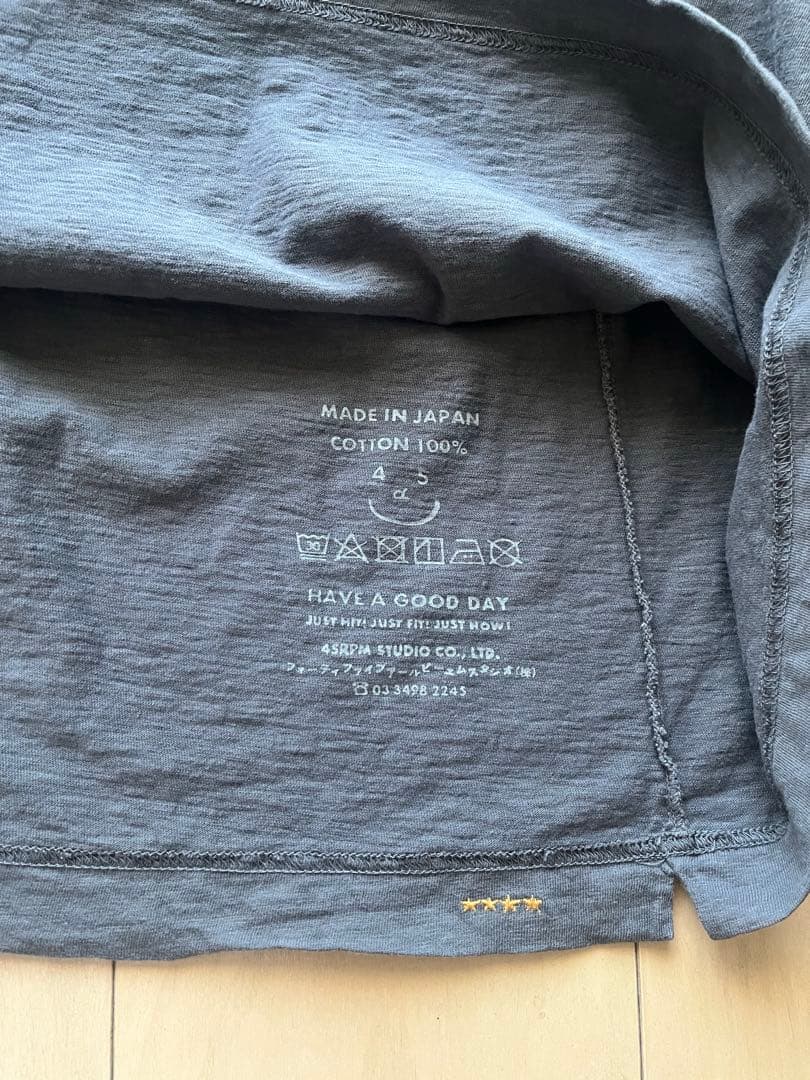 MADE IN JAPAN
COTTON 100%
4 5
30
HAVE A GOOD DAY
JUST HIT! JUST FIT! JUST NOW!
45RPM STUDIO CO., LTD.
フォーティファイブアールピーエムスタジオ(株)
☎ 03 3498 2245